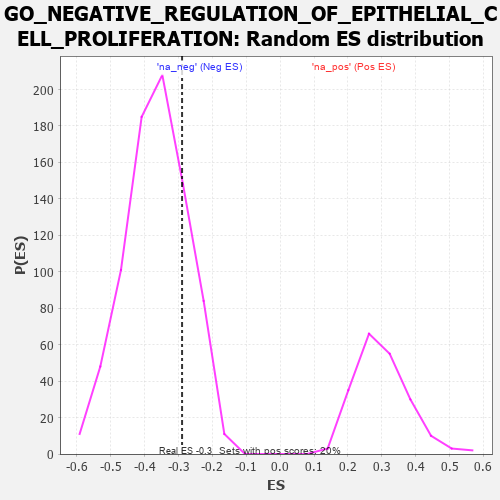 GO_NEGATIVE_REGULATION_OF_EPITHELIAL_C
ELL_PROLIFERATION: Random ES distribution
'na_neg' (Neg ES) 'na_pos' (Pos ES)
P(ES)
200
180
160
140
120
100
80
60
40
20
0
Real ES -0.3 Sets with pos scores: 20%
-0.6 -0.5 -0.4 -0.3 -0.2 -0.1 0.0 0.1 0.2 0.3 0.4 0.5 0.6
ES